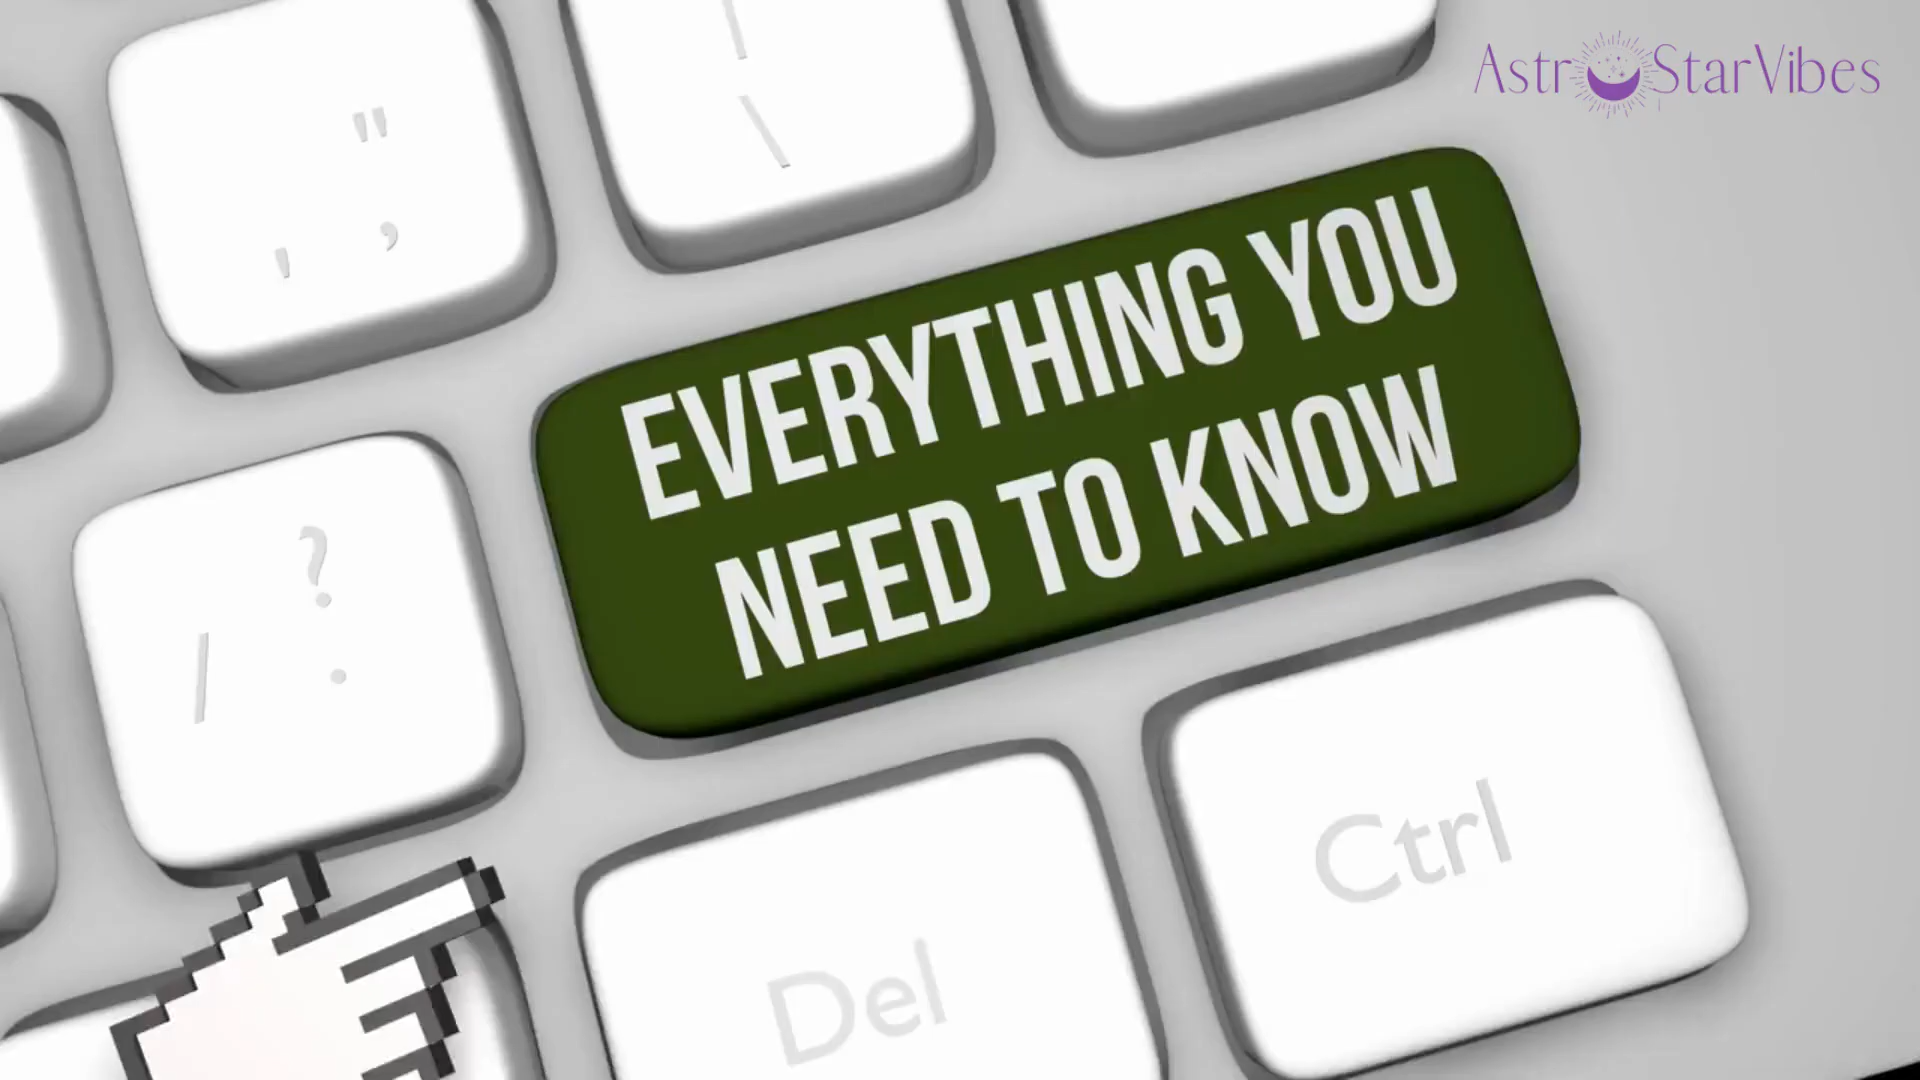 AstroStarVibes
"
' ,
|
\
EVERYTHING YOU
NEED TO KNOW
?
/ .
Ctrl
Del